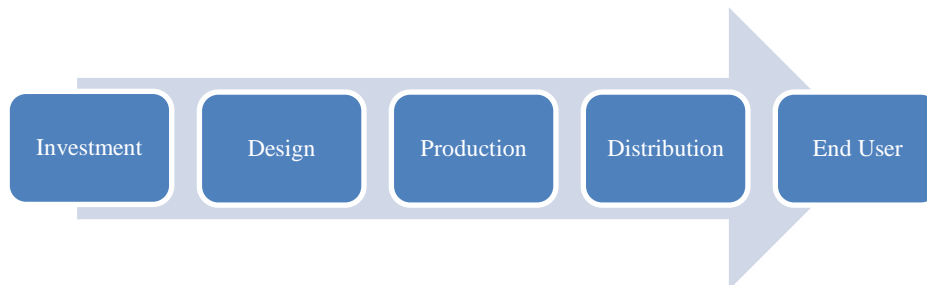 Investment
Design
Production
Distribution
End User